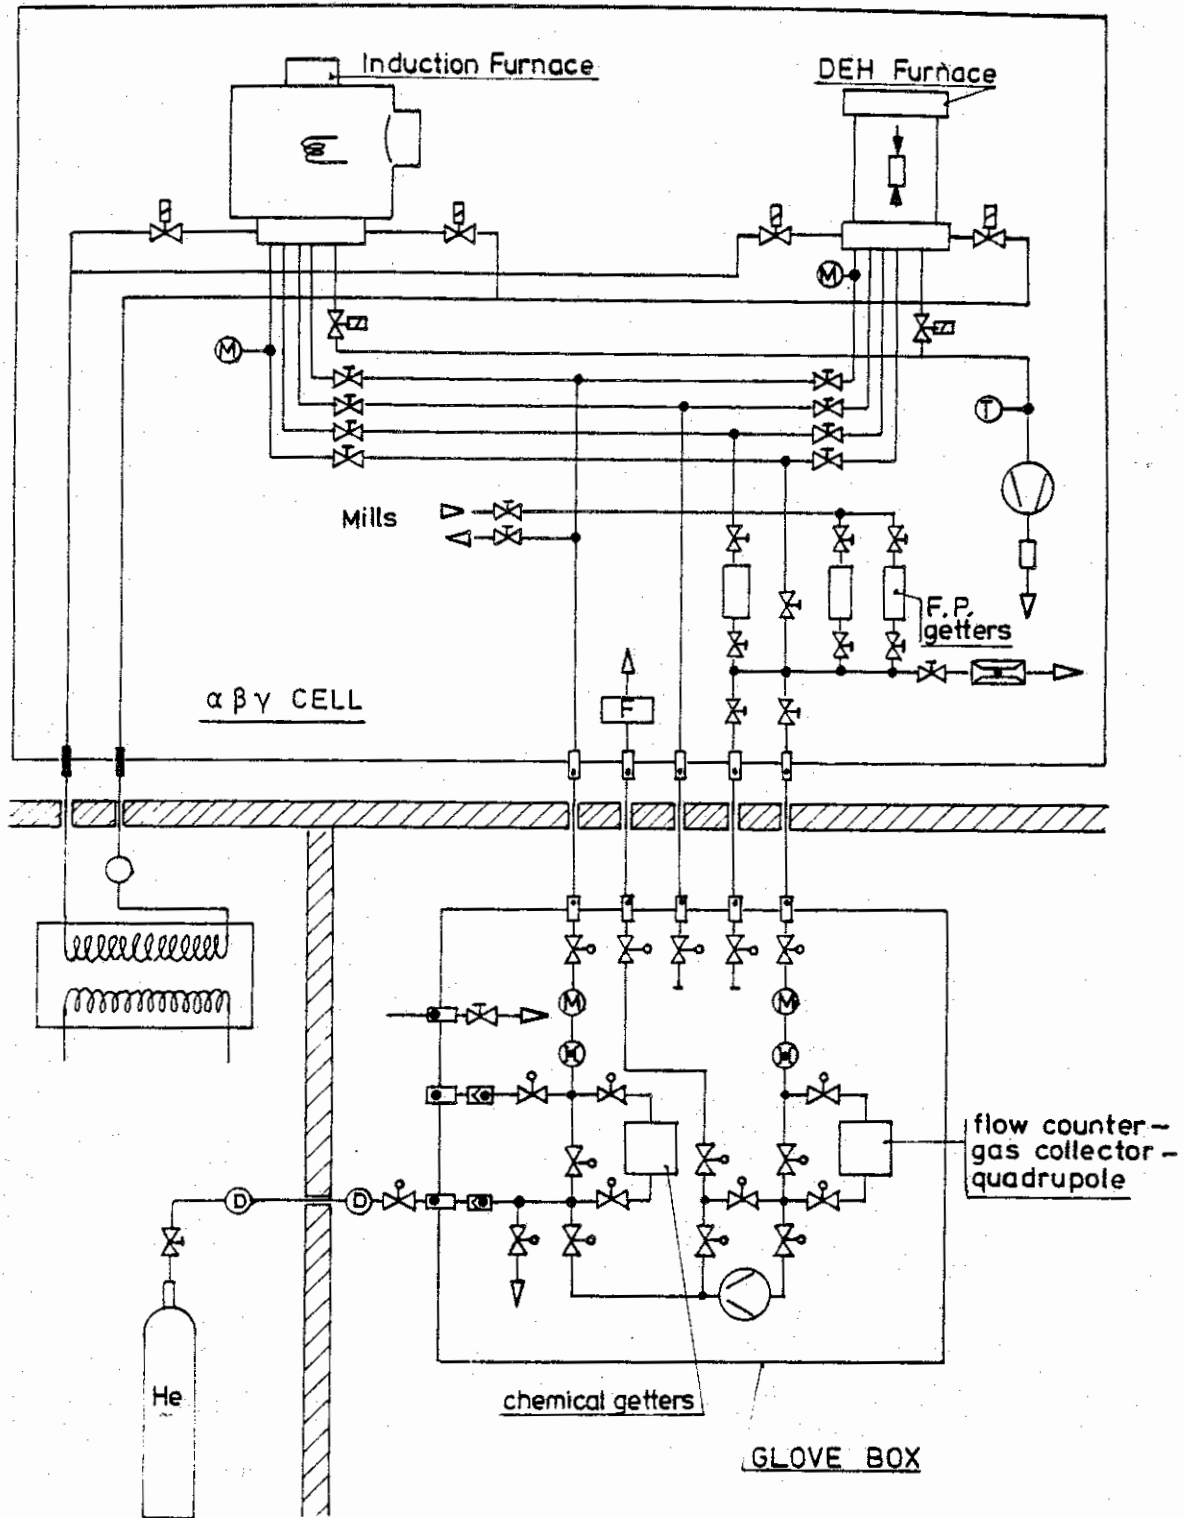 Induction Furnace
DEH Furnace
M
M
T
Mills
F.P.
getters
F
α β γ CELL
M
M
flow counter –
gas collector –
quadrupole
D
D
He
chemical getters
GLOVE BOX